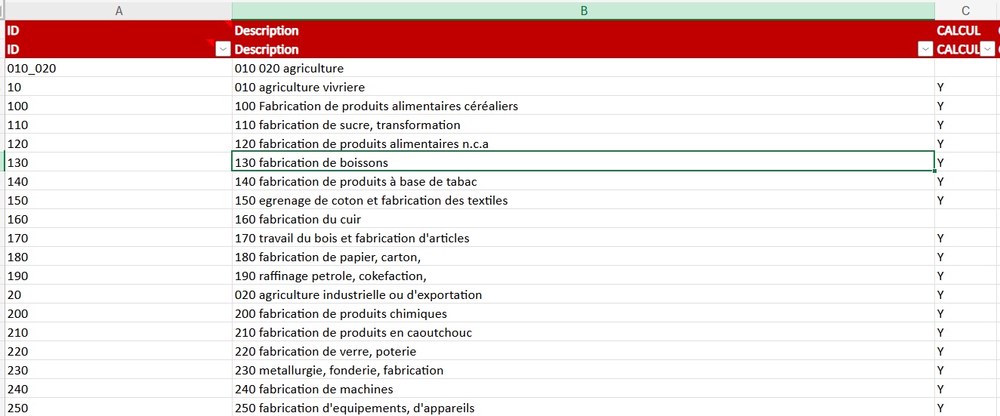 A B C
ID Description CALCUL
ID Description CALCUL
010_020 010 020 agriculture
10 010 agriculture vivriere Y
100 100 Fabrication de produits alimentaires céréaliers Y
110 110 fabrication de sucre, transformation Y
120 120 fabrication de produits alimentaires n.c.a Y
130 130 fabrication de boissons Y
140 140 fabrication de produits à base de tabac Y
150 150 egrenage de coton et fabrication des textiles Y
160 160 fabrication du cuir
170 170 travail du bois et fabrication d'articles Y
180 180 fabrication de papier, carton, Y
190 190 raffinage petrole, cokefaction, Y
20 020 agriculture industrielle ou d'exportation Y
200 200 fabrication de produits chimiques Y
210 210 fabrication de produits en caoutchouc Y
220 220 fabrication de verre, poterie Y
230 230 metallurgie, fonderie, fabrication Y
240 240 fabrication de machines Y
250 250 fabrication d'equipements, d'appareils Y